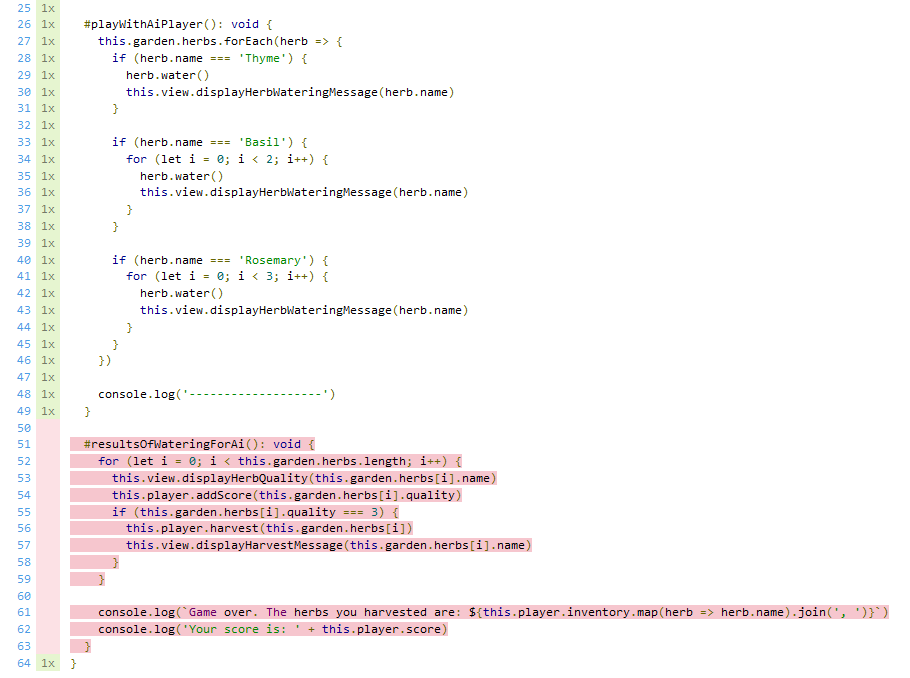 25 1x
26 1x #playWithAiPlayer(): void {
27 1x this.garden.herbs.forEach(herb => {
28 1x if (herb.name === 'Thyme') {
29 1x herb.water()
30 1x this.view.displayHerbWateringMessage(herb.name)
31 1x }
32 1x
33 1x if (herb.name === 'Basil') {
34 1x for (let i = 0; i < 2; i++) {
35 1x herb.water()
36 1x this.view.displayHerbWateringMessage(herb.name)
37 1x }
38 1x }
39 1x
40 1x if (herb.name === 'Rosemary') {
41 1x for (let i = 0; i < 3; i++) {
42 1x herb.water()
43 1x this.view.displayHerbWateringMessage(herb.name)
44 1x }
45 1x }
46 1x })
47 1x
48 1x console.log('-------------------')
49 1x }
50
51 #resultsOfWateringForAi(): void {
52 for (let i = 0; i < this.garden.herbs.length; i++) {
53 this.view.displayHerbQuality(this.garden.herbs[i].name)
54 this.player.addScore(this.garden.herbs[i].quality)
55 if (this.garden.herbs[i].quality === 3) {
56 this.player.harvest(this.garden.herbs[i])
57 this.view.displayHarvestMessage(this.garden.herbs[i].name)
58 }
59 }
60
61 console.log(`Game over. The herbs you harvested are: ${this.player.inventory.map(herb => herb.name).join(', ')}`)
62 console.log('Your score is: ' + this.player.score)
63 }
64 1x }